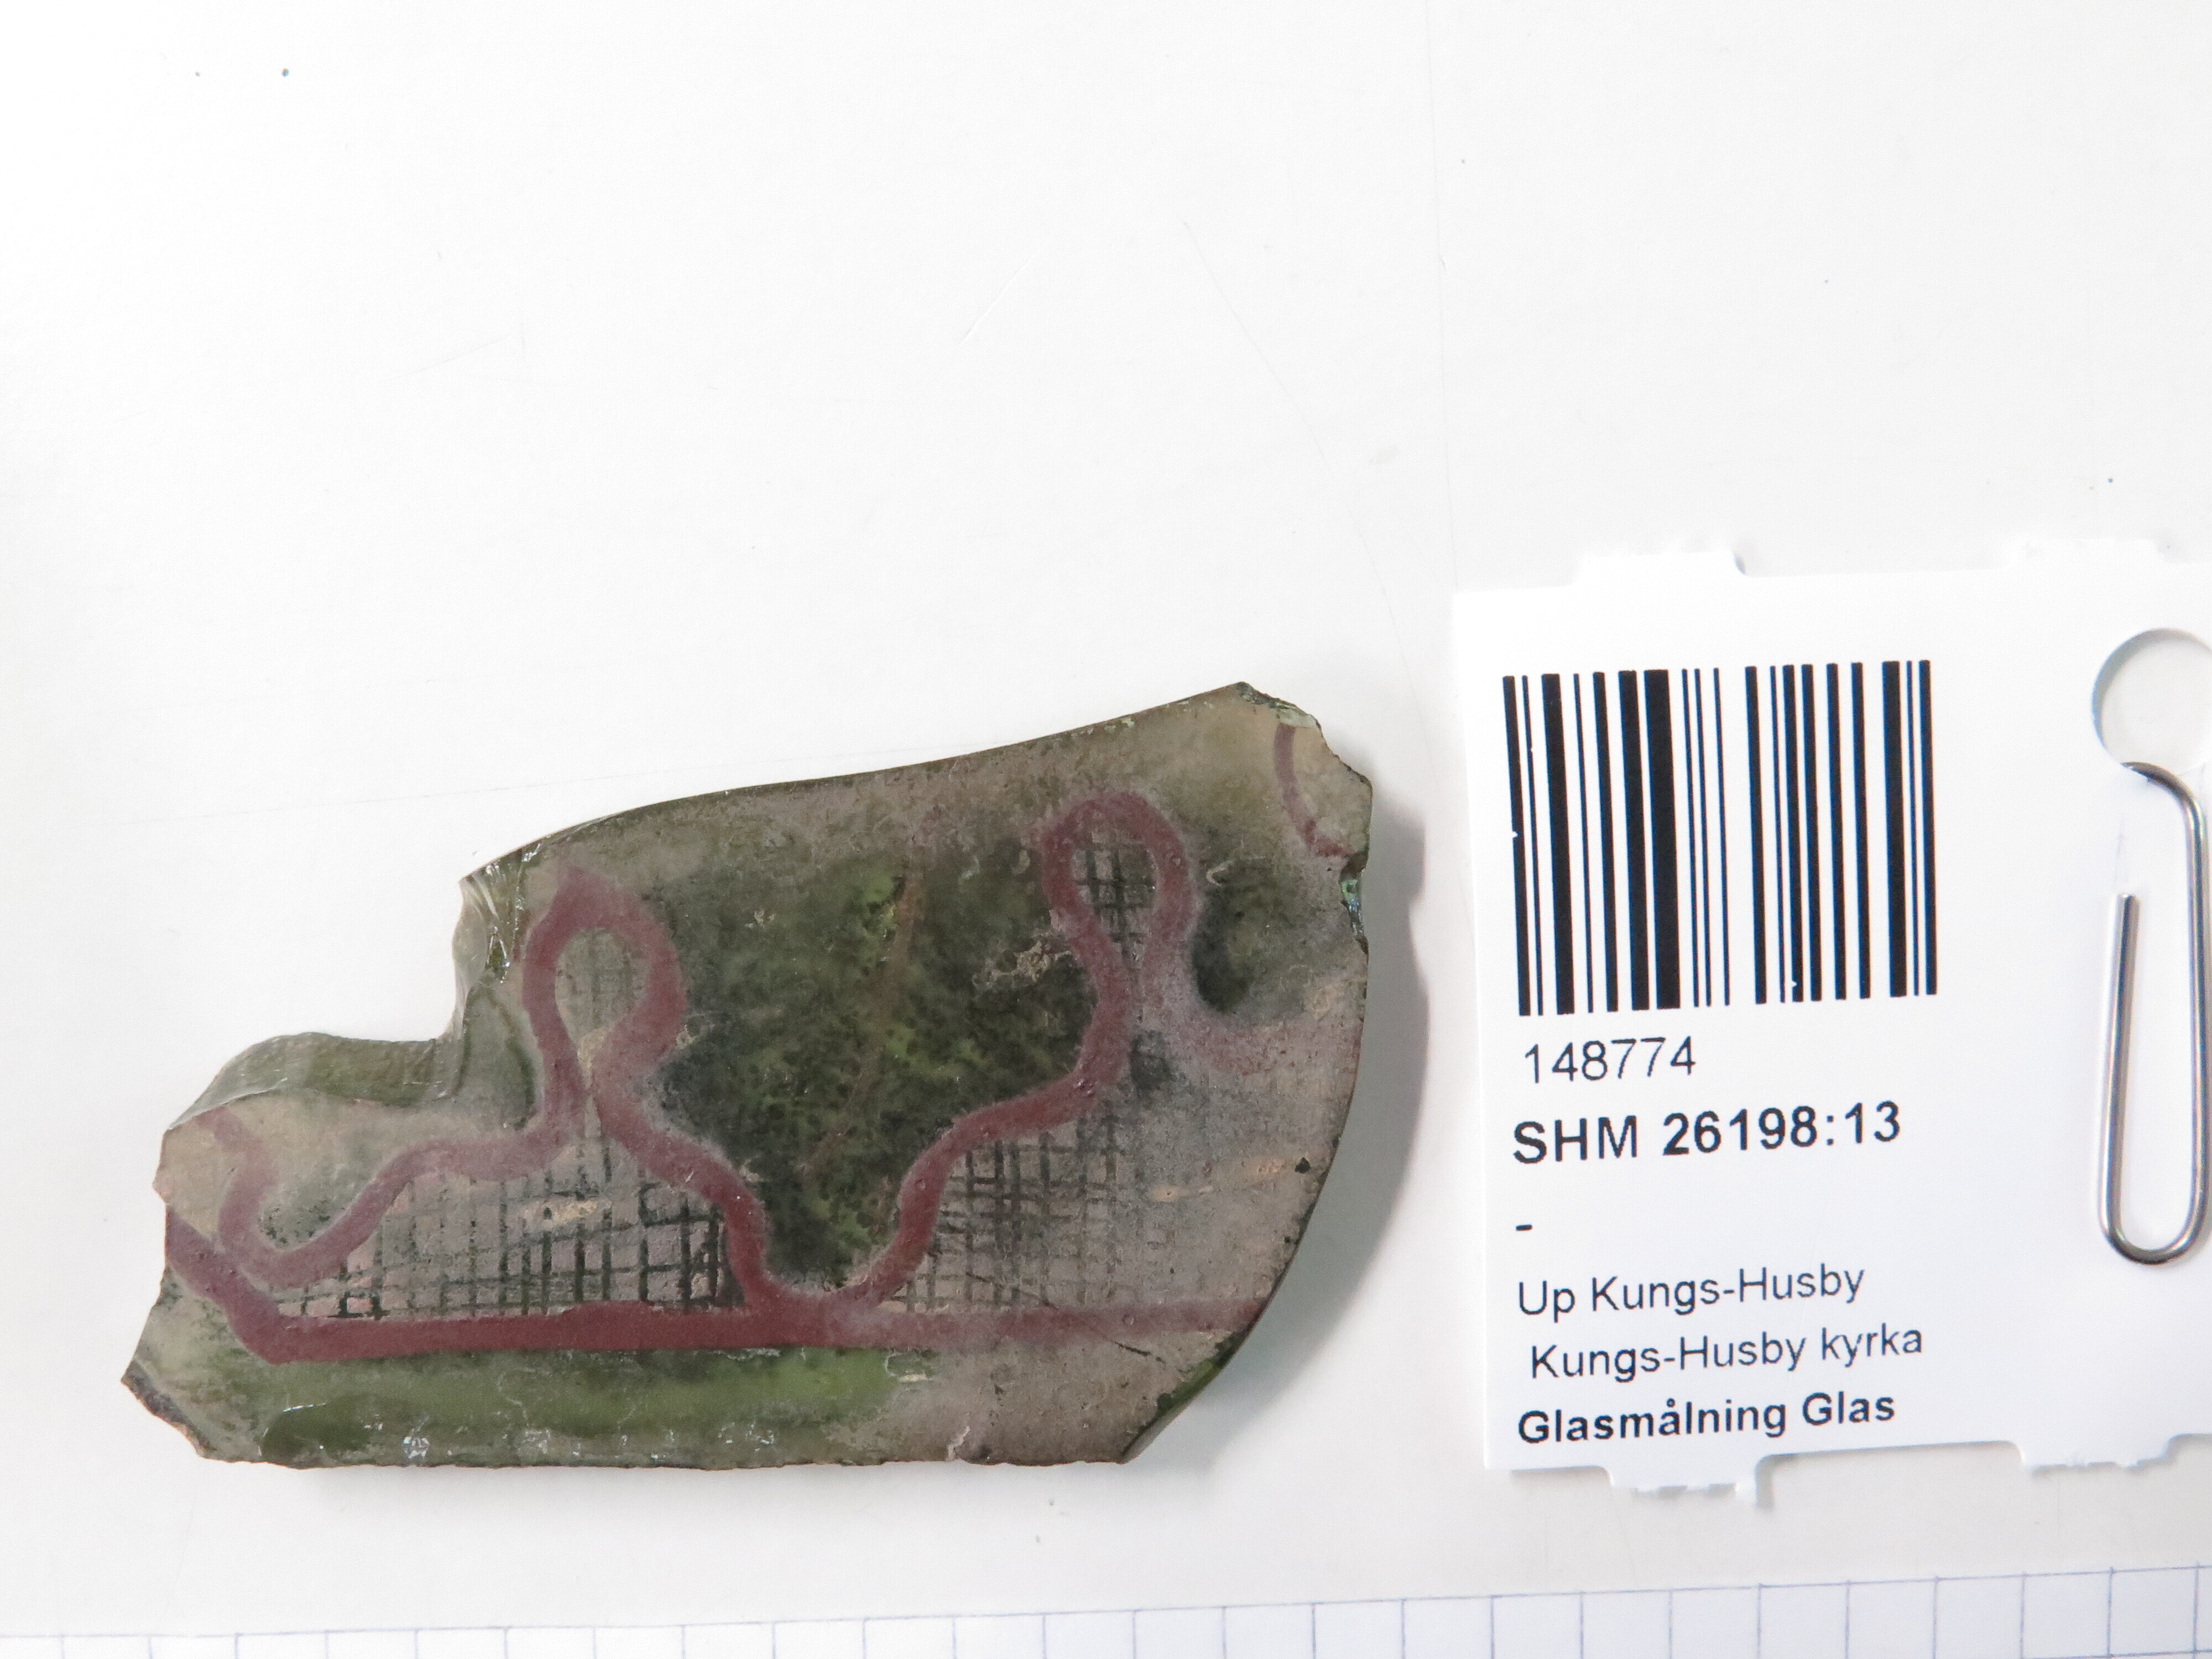 148774
SHM 26198:13
-
Up Kungs-Husby
Kungs-Husby kyrka
Glasmålning Glas